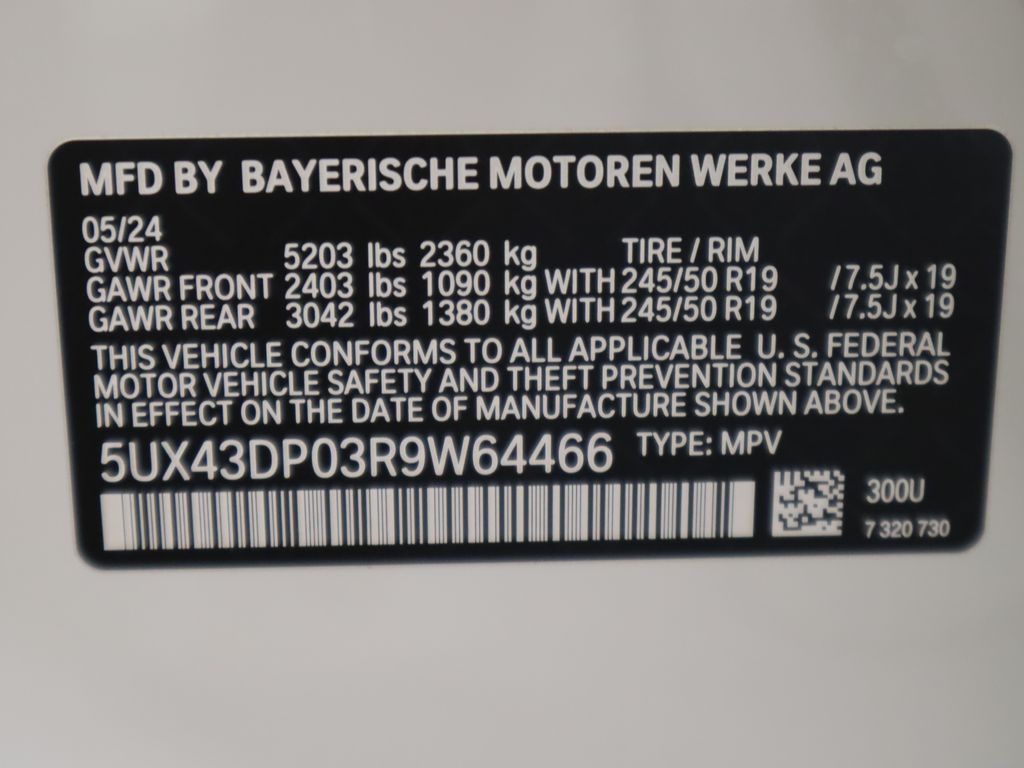 MFD BY BAYERISCHE MOTOREN WERKE AG
05/24
GVWR 5203 lbs 2360 kg TIRE / RIM
GAWR FRONT 2403 lbs 1090 kg WITH 245/50 R19 / 7.5J x 19
GAWR REAR 3042 lbs 1380 kg WITH 245/50 R19 / 7.5J x 19
THIS VEHICLE CONFORMS TO ALL APPLICABLE U. S. FEDERAL
MOTOR VEHICLE SAFETY AND THEFT PREVENTION STANDARDS
IN EFFECT ON THE DATE OF MANUFACTURE SHOWN ABOVE.
5UX43DP03R9W64466 TYPE: MPV
300U
7 320 730